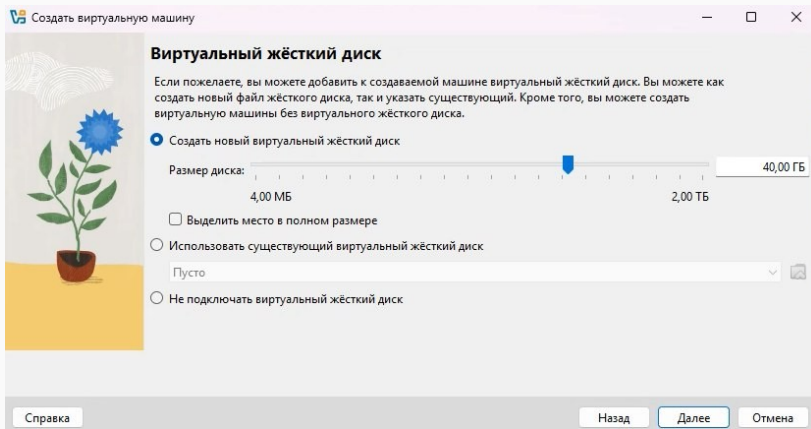 Создать виртуальную машину
Виртуальный жёсткий диск
Если пожелаете, вы можете добавить к создаваемой машине виртуальный жёсткий диск. Вы можете как
создать новый файл жёсткого диска, так и указать существующий. Кроме того, вы можете создать
виртуальную машины без виртуального жёсткого диска.
Создать новый виртуальный жёсткий диск
Размер диска:
40,00 ГБ
4,00 МБ
2,00 ТБ
Выделить место в полном размере
Использовать существующий виртуальный жёсткий диск
Пусто
Не подключать виртуальный жёсткий диск
Справка
Назад
Далее
Отмена